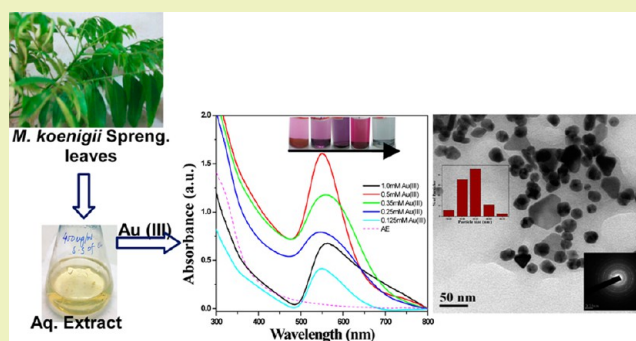 M. koenigii Spreng.
leaves
Au (III)
Aq. Extract
Absorbance (a.u.)
2.0
1.5
1.0
0.5
0.0
1.0mM Au(III)
0.5mM Au(III)
0.35mM Au(III)
0.25mM Au(III)
0.125mM Au(III)
AE
300
400
500
600
700
800
Wavelength (nm)
50 nm